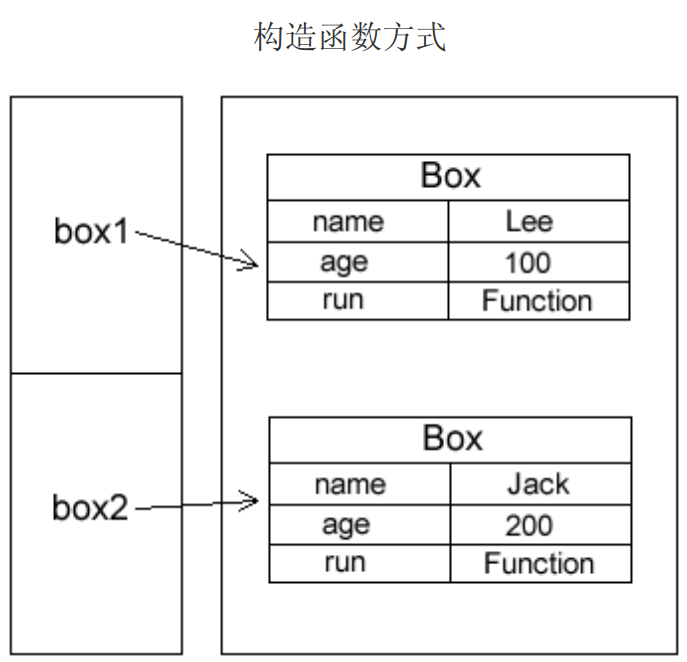 构造函数方式
box1
Box
name Lee
age 100
run Function
box2
Box
name Jack
age 200
run Function